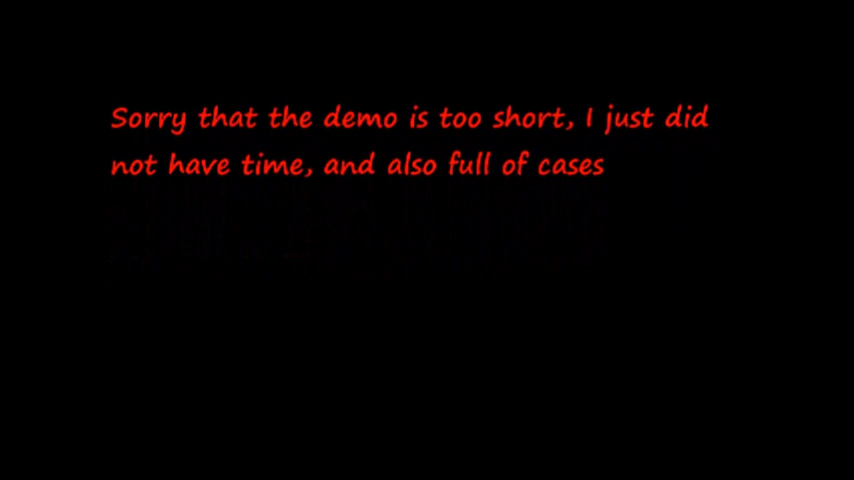 Sorry that the demo is too short, I just did
not have time, and also full of cases